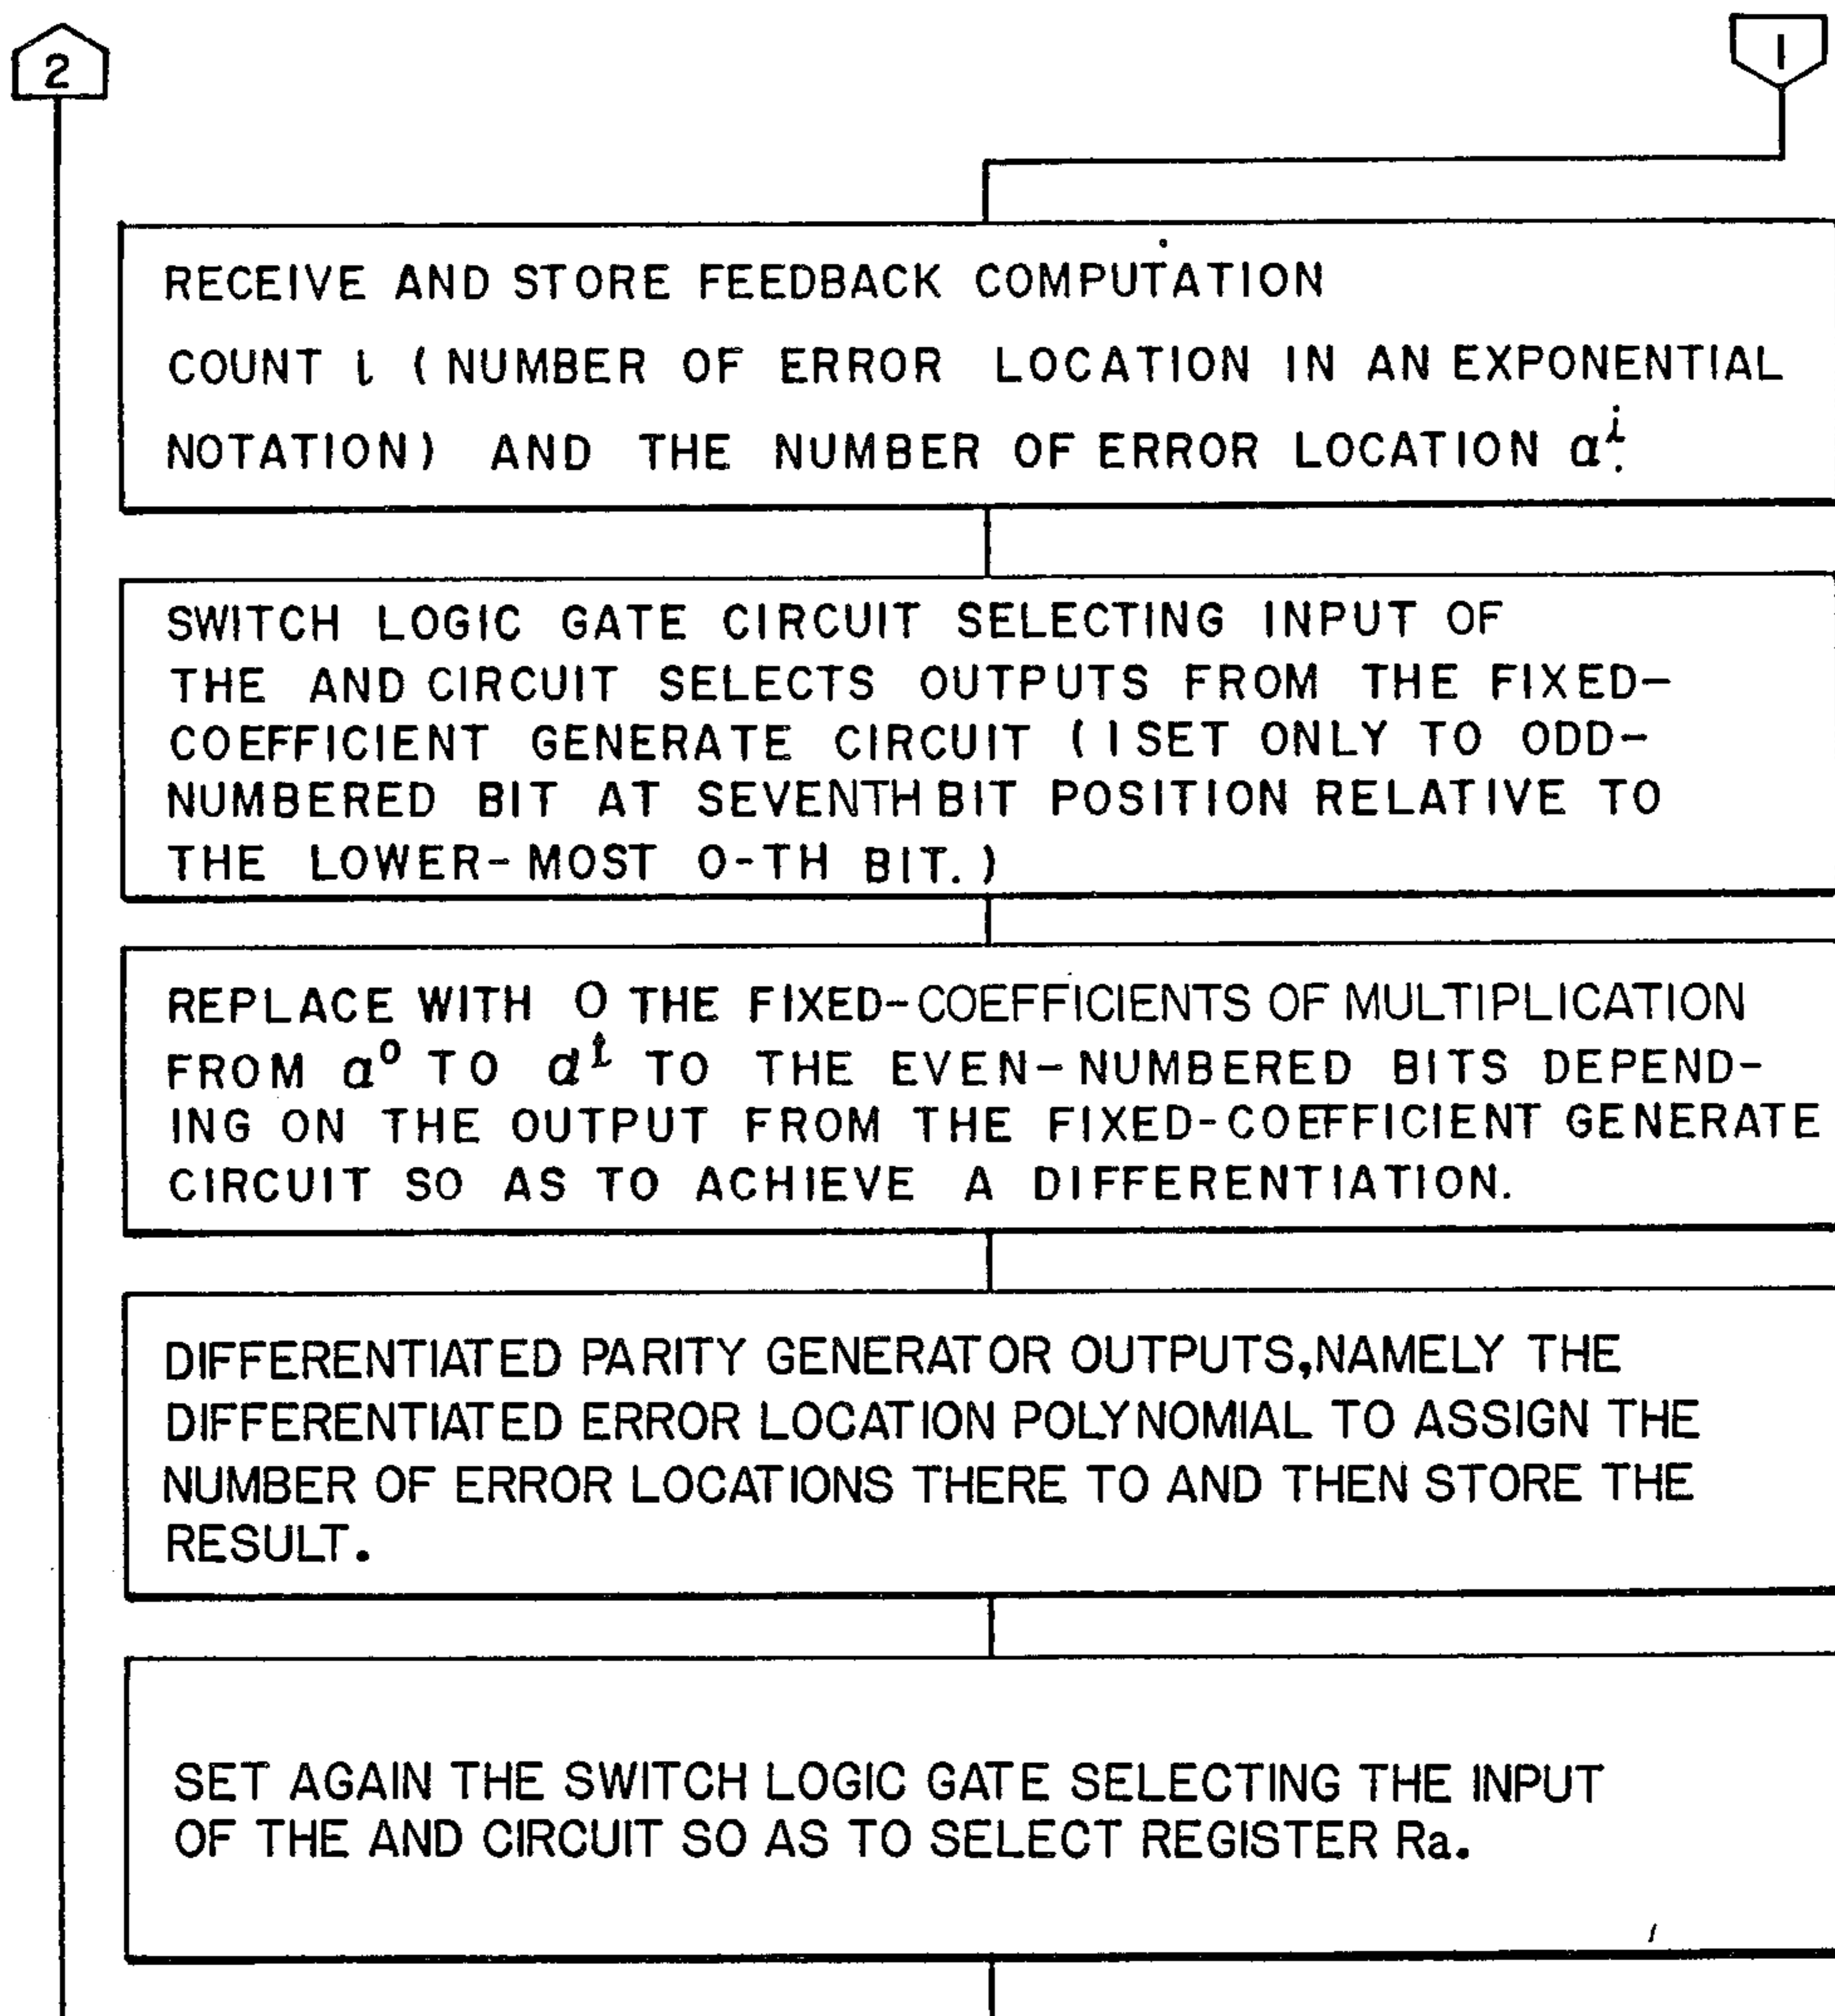 2
1
RECEIVE AND STORE FEEDBACK COMPUTATION
COUNT i (NUMBER OF ERROR LOCATION IN AN EXPONENTIAL
NOTATION) AND THE NUMBER OF ERROR LOCATION α^i.
SWITCH LOGIC GATE CIRCUIT SELECTING INPUT OF
THE AND CIRCUIT SELECTS OUTPUTS FROM THE FIXED-
COEFFICIENT GENERATE CIRCUIT (1 SET ONLY TO ODD-
NUMBERED BIT AT SEVENTH BIT POSITION RELATIVE TO
THE LOWER-MOST 0-TH BIT.)
REPLACE WITH 0 THE FIXED-COEFFICIENTS OF MULTIPLICATION
FROM α^0 TO α^t TO THE EVEN-NUMBERED BITS DEPEND-
ING ON THE OUTPUT FROM THE FIXED-COEFFICIENT GENERATE
CIRCUIT SO AS TO ACHIEVE A DIFFERENTIATION.
DIFFERENTIATED PARITY GENERATOR OUTPUTS, NAMELY THE
DIFFERENTIATED ERROR LOCATION POLYNOMIAL TO ASSIGN THE
NUMBER OF ERROR LOCATIONS THERE TO AND THEN STORE THE
RESULT.
SET AGAIN THE SWITCH LOGIC GATE SELECTING THE INPUT
OF THE AND CIRCUIT SO AS TO SELECT REGISTER Ra.